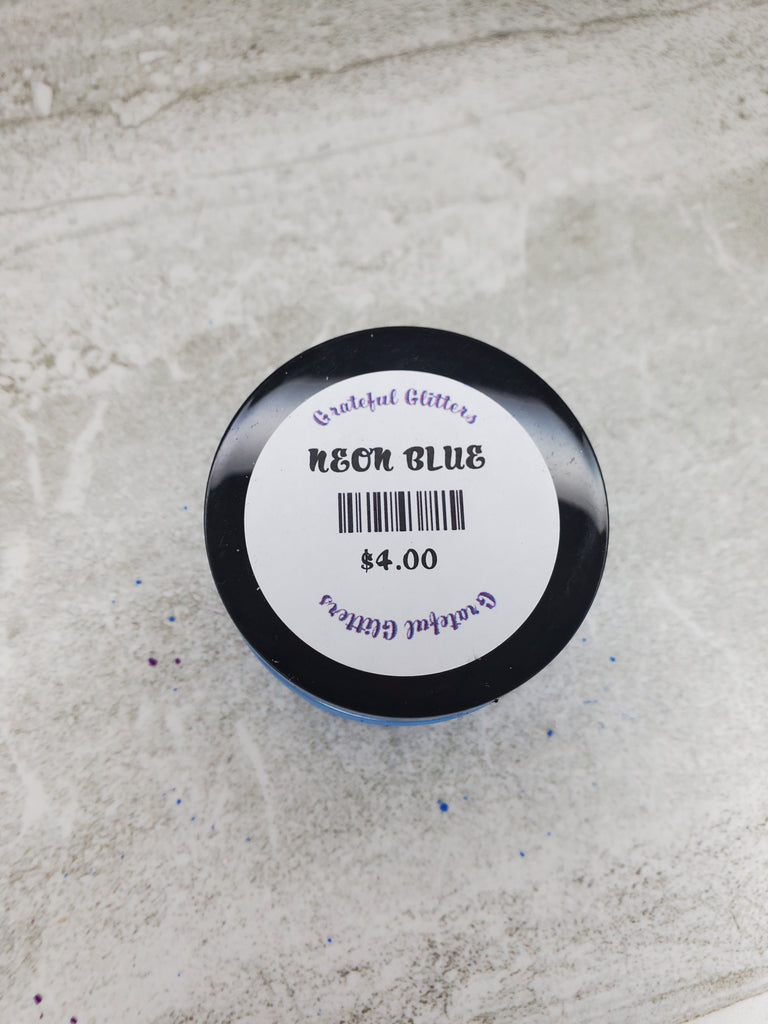 Grateful Glitters
NEON BLUE
$4.00
Grateful Glitters